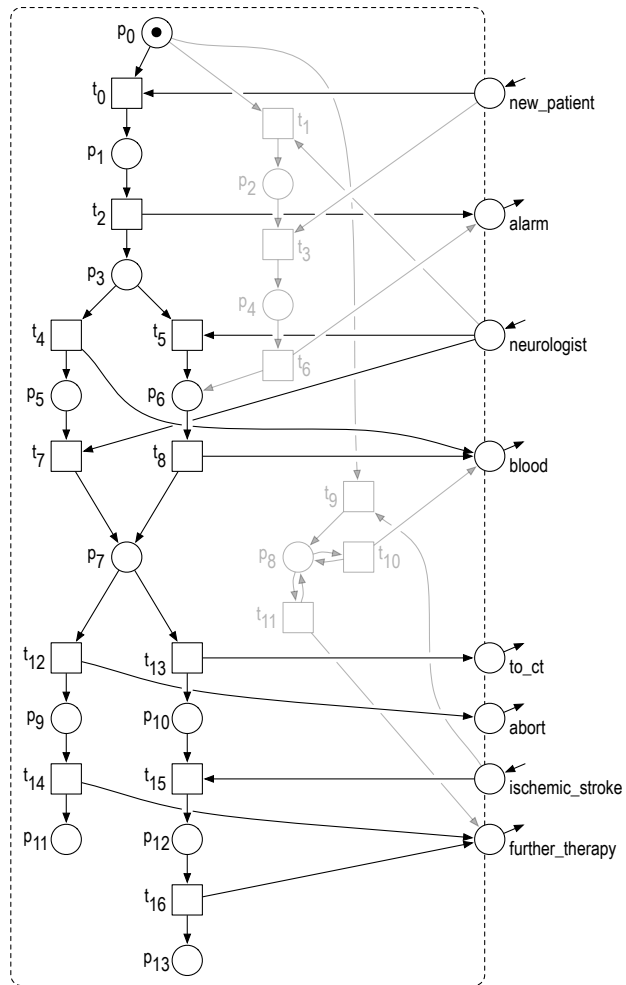 p0
t0
new_patient
t1
p1
p2
t2
alarm
t3
p3
p4
t4
t5
neurologist
t6
p5
p6
t7
t8
blood
t9
p7
p8
t10
t11
t12
t13
to_ct
p9
p10
abort
t14
t15
ischemic_stroke
p11
p12
further_therapy
t16
p13